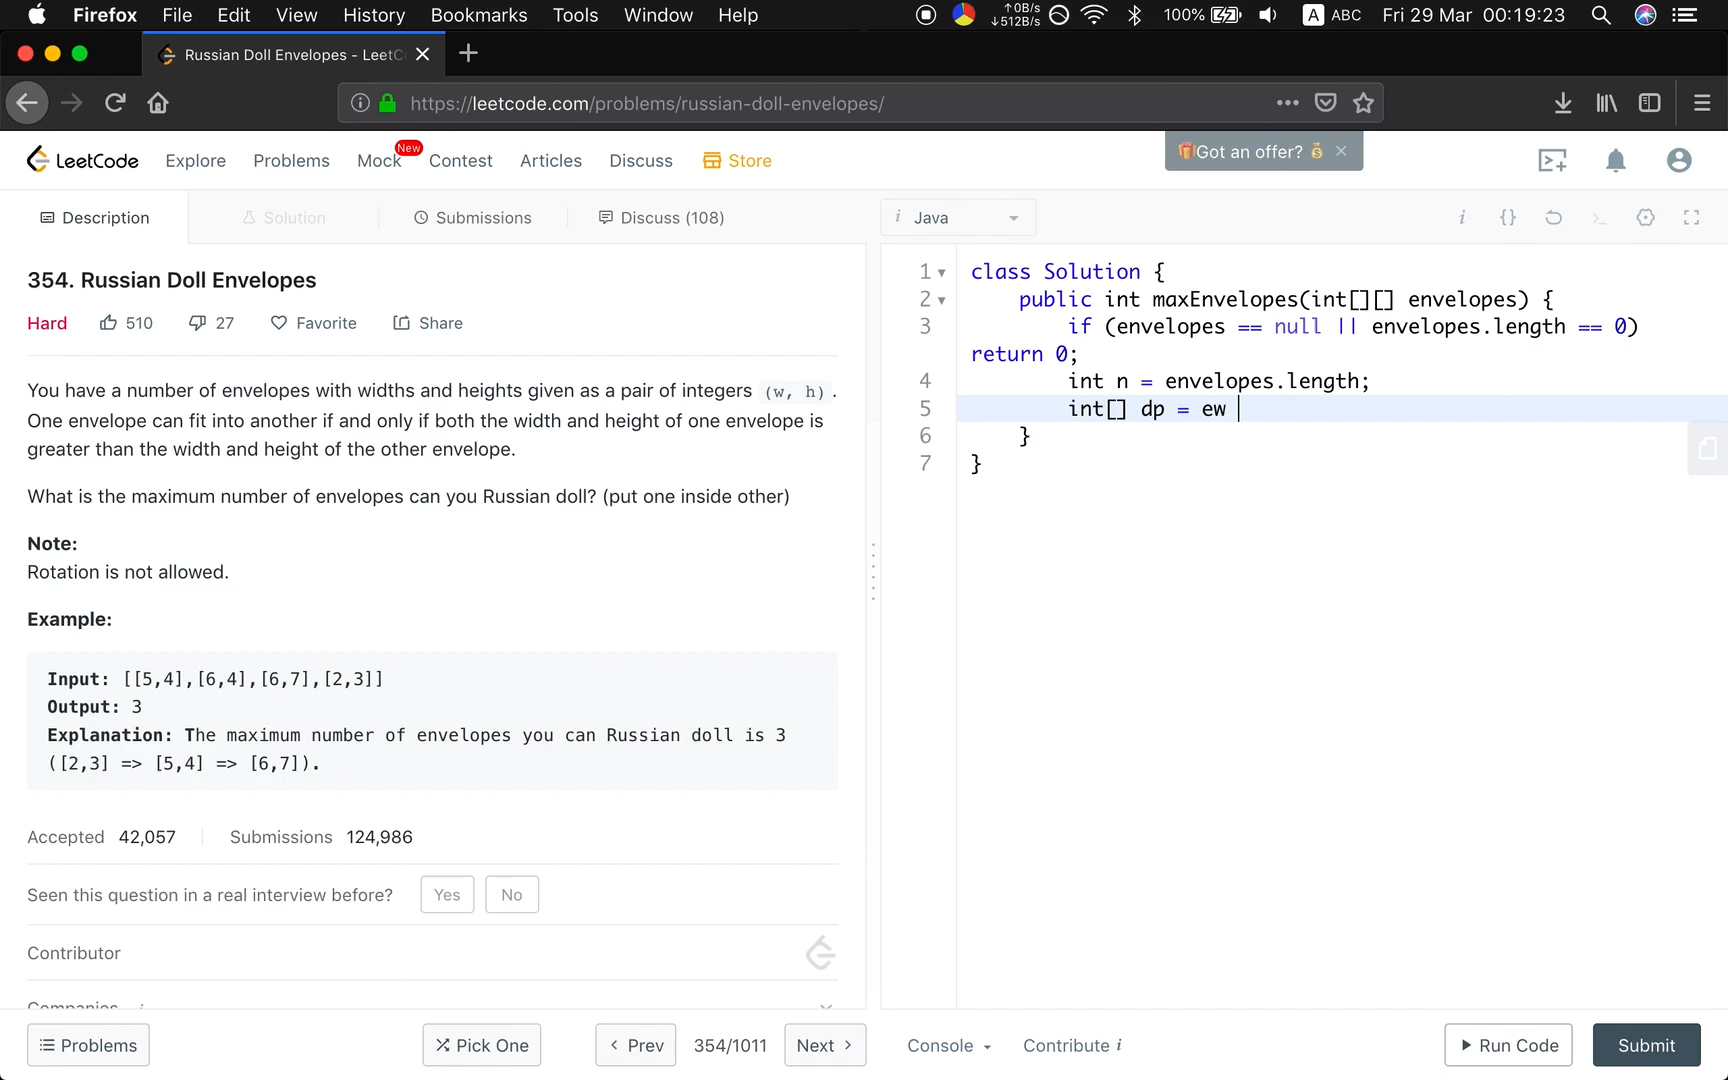 Firefox File Edit View History Bookmarks Tools Window Help ↑0B/s ↓512B/s 100% A ABC Fri 29 Mar 00:19:23
Russian Doll Envelopes - LeetC
https://leetcode.com/problems/russian-doll-envelopes/
LeetCode Explore Problems Mock New Contest Articles Discuss Store Got an offer?
Description Solution Submissions Discuss (108)
i Java
354. Russian Doll Envelopes
Hard 510 27 Favorite Share
You have a number of envelopes with widths and heights given as a pair of integers (w, h).
One envelope can fit into another if and only if both the width and height of one envelope is
greater than the width and height of the other envelope.
What is the maximum number of envelopes can you Russian doll? (put one inside other)
Note:
Rotation is not allowed.
Example:
Input: [[5,4],[6,4],[6,7],[2,3]]
Output: 3
Explanation: The maximum number of envelopes you can Russian doll is 3
([2,3] => [5,4] => [6,7]).
Accepted 42,057 Submissions 124,986
Seen this question in a real interview before? Yes No
Contributor
Companies i
1 class Solution {
2 public int maxEnvelopes(int[][] envelopes) {
3 if (envelopes == null || envelopes.length == 0)
return 0;
4 int n = envelopes.length;
5 int[] dp = ew
6 }
7 }
Problems Pick One Prev 354/1011 Next Console Contribute i Run Code Submit